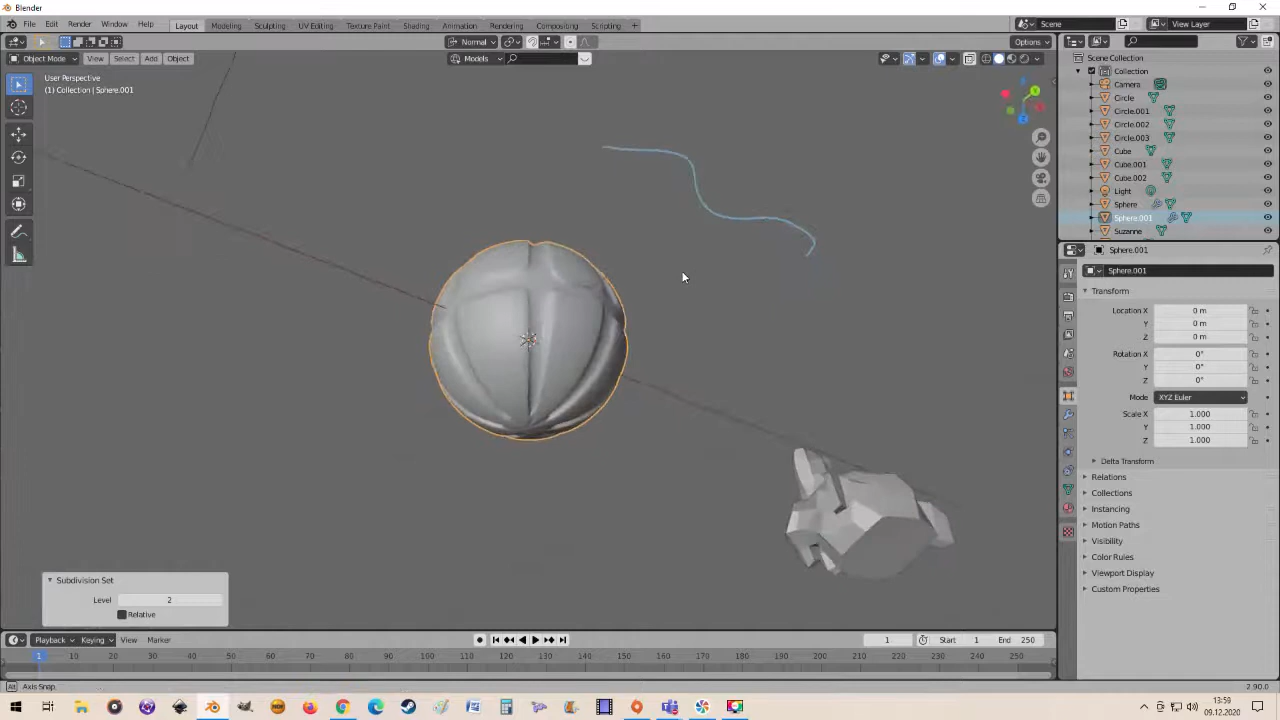 Blender
File Edit Render Window Help Layout Modeling Sculpting UV Editing Texture Paint Shading Animation Rendering Compositing Scripting + Scene View Layer
Normal Options
Object Mode View Select Add Object Models
User Perspective
(1) Collection | Sphere.001
Scene Collection
Collection
Camera
Circle
Circle.001
Circle.002
Circle.003
Cube
Cube.001
Cube.002
Light
Sphere
Sphere.001
Suzanne
Sphere.001
Sphere.001
Transform
Location X 0 m
Y 0 m
Z 0 m
Rotation X 0°
Y 0°
Z 0°
Mode XYZ Euler
Scale X 1.000
Y 1.000
Z 1.000
Delta Transform
Relations
Collections
Instancing
Motion Paths
Visibility
Color Rules
Viewport Display
Custom Properties
Subdivision Set
Level 2
Relative
Playback Keying View Marker 1 Start 1 End 250
1 10 20 30 40 50 60 70 80 90 100 110 120 130 140 150 160 170 180 190 200 210 220 230 240 250
Axis Snap 2.90.0
13:59
09.12.2020